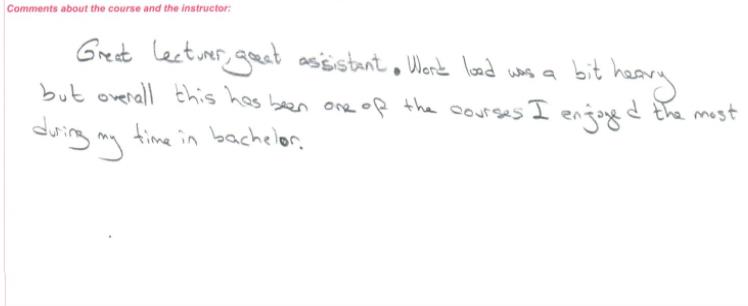 Comments about the course and the instructor:
Great lecturer, great assistant. Work load was a bit heavy
but overall this has been one of the courses I enjoyed the most
during my time in bachelor.